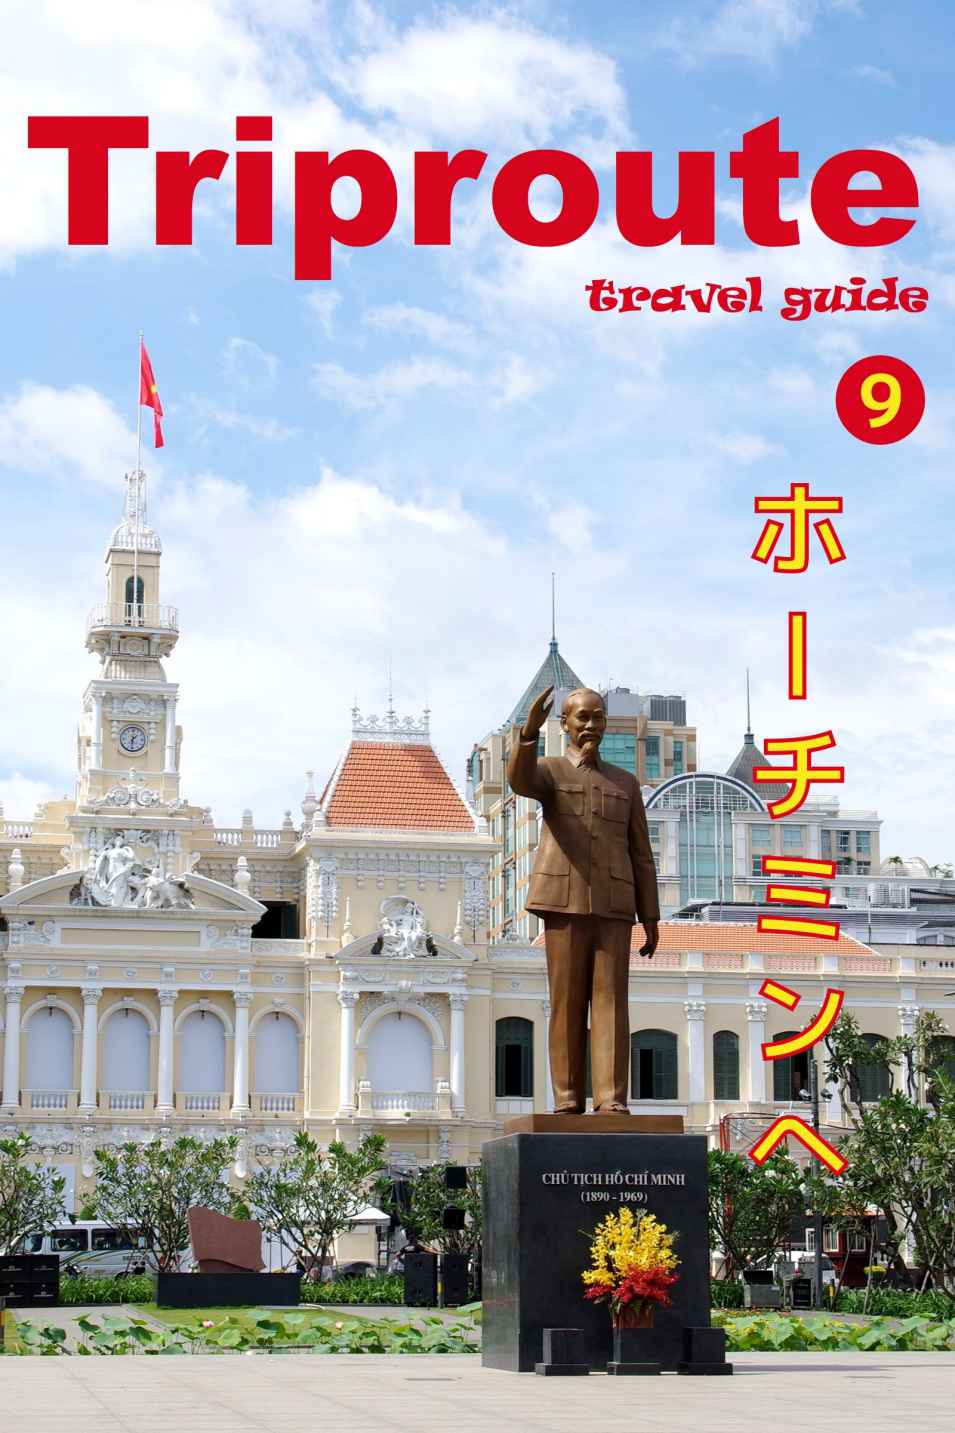 Triproute
travel guide
9
ホーチミンへ
CHỦ TỊCH HỒ CHÍ MINH
(1890 - 1969)